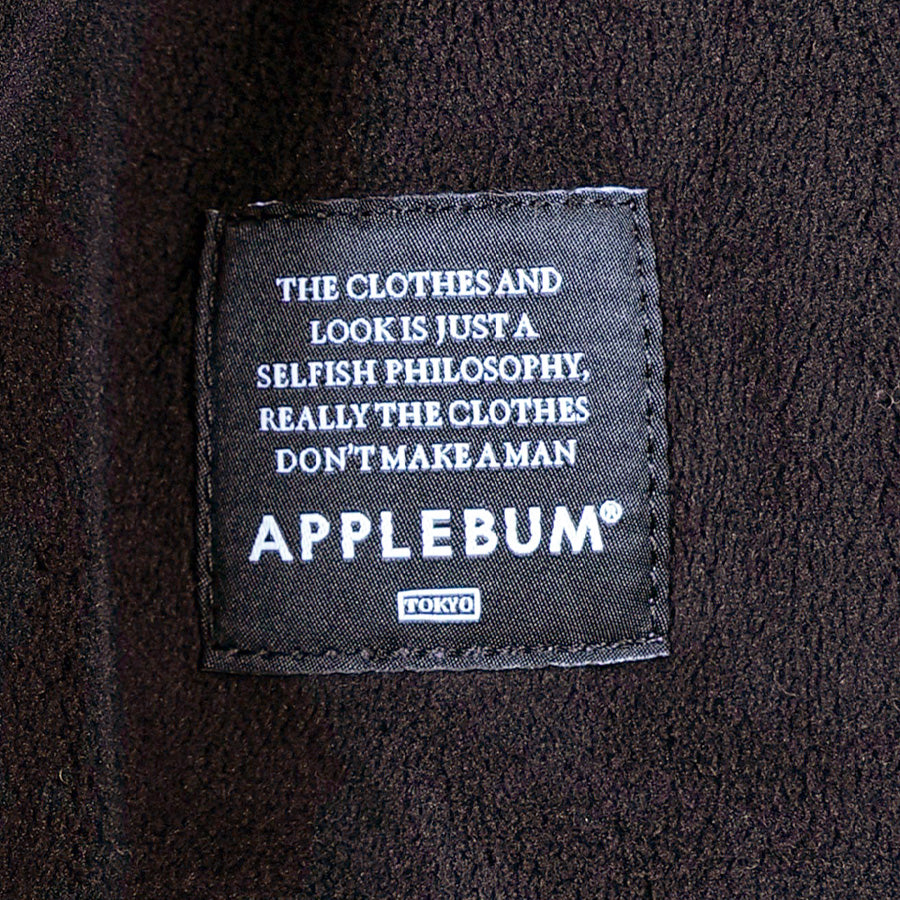 THE CLOTHES AND
LOOK IS JUST A
SELFISH PHILOSOPHY,
REALLY THE CLOTHES
DON'T MAKE A MAN
APPLEBUM®
TOKYO